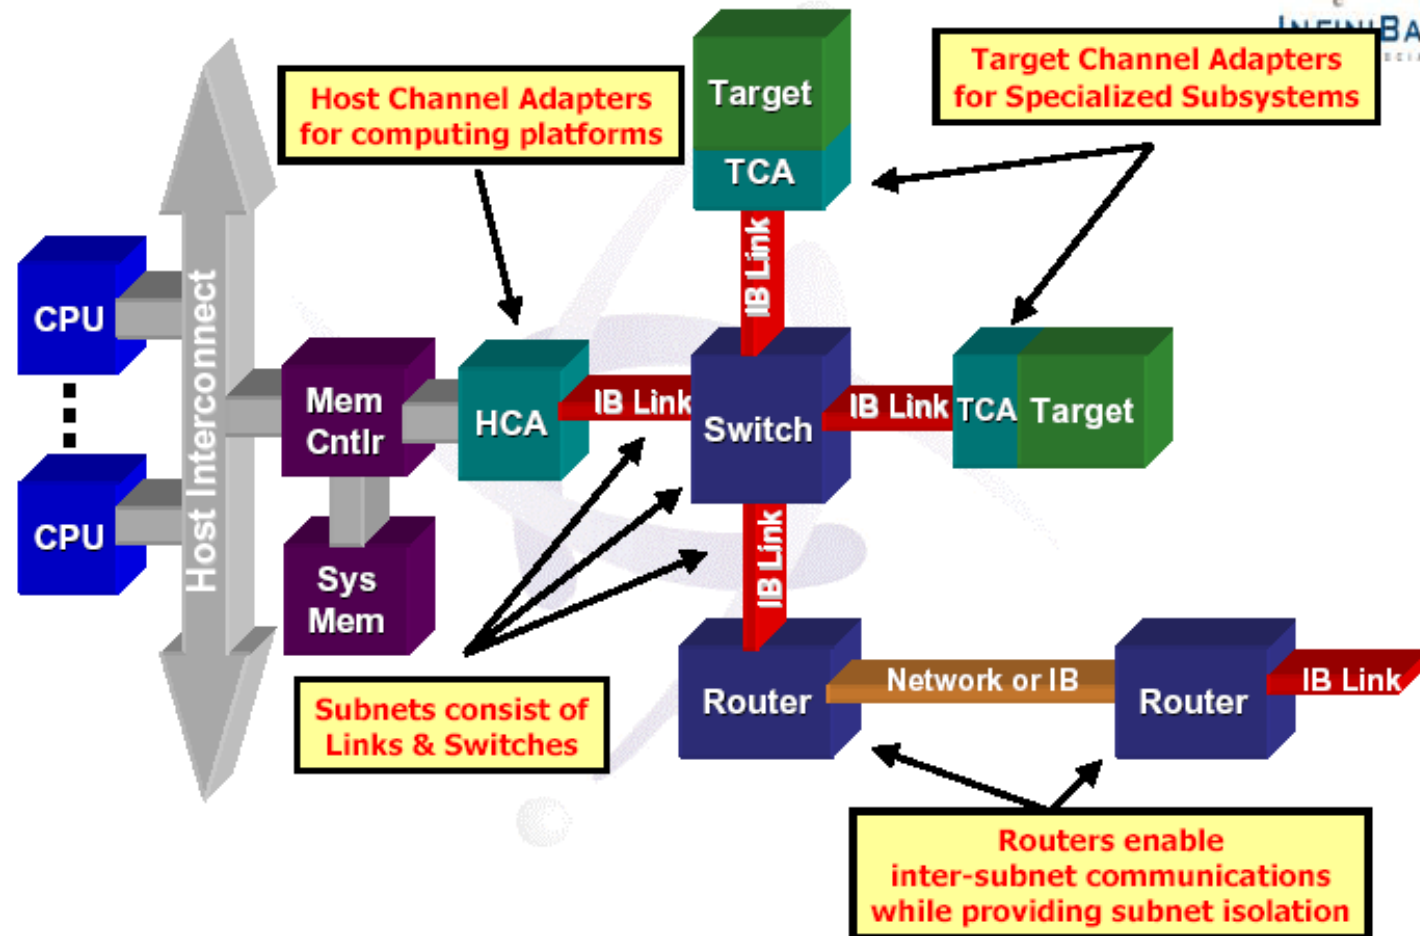 Host Channel Adapters
for computing platforms
Target
TCA
Target Channel Adapters
for Specialized Subsystems
IB Link
CPU
CPU
Host Interconnect
Mem
Cntlr
Sys
Mem
HCA
IB Link
Switch
IB Link
TCA
Target
IB Link
Subnets consist of
Links & Switches
Router
Network or IB
Router
IB Link
Routers enable
inter-subnet communications
while providing subnet isolation